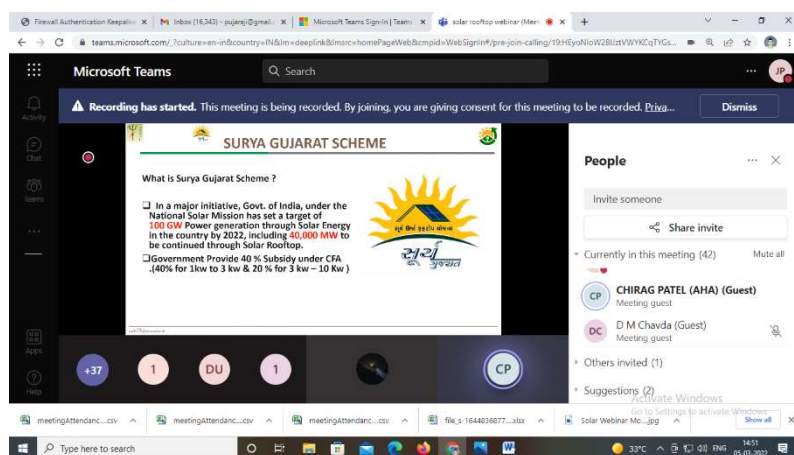 Firewall Authentication Keepaliv
Inbox (16,343) - pujaraji@gmail.c
Microsoft Teams Sign-in | Teams
solar rooftop webinar (Mee
teams.microsoft.com/_?culture=en-in&country=IN&lm=deeplink&lmsrc=homePageWeb&cmpid=WebSignIn#/pre-join-calling/19:
Microsoft Teams
Search
JP
Recording has started. This meeting is being recorded. By joining, you are giving consent for this meeting to be recorded. Priva...
Dismiss
Activity
Chat
Teams
Apps
Help
SURYA GUJARAT SCHEME
What is Surya Gujarat Scheme ?
In a major initiative, Govt. of India, under the
National Solar Mission has set a target of
100 GW Power generation through Solar Energy
in the country by 2022, including 40,000 MW to
be continued through Solar Rooftop.
Government Provide 40 % Subsidy under CFA
.(40% for 1kw to 3 kw & 20 % for 3 kw – 10 Kw )
સૂર્ય
ગુજરાત
People
Invite someone
Share invite
Currently in this meeting (42)
Mute all
CP
CHIRAG PATEL (AHA) (Guest)
Meeting guest
DC
D M Chavda (Guest)
Meeting guest
Others invited (1)
Suggestions (2)
+37
1
DU
1
CP
Activate Windows
Go to Settings to activate Windows.
meetingAttendanc....csv
meetingAttendanc....csv
meetingAttendanc....csv
file_s-1644836877....xlsx
Solar Webinar Mo....jpg
Show all
Type here to search
33°C
ENG
14:51
05-03-2022